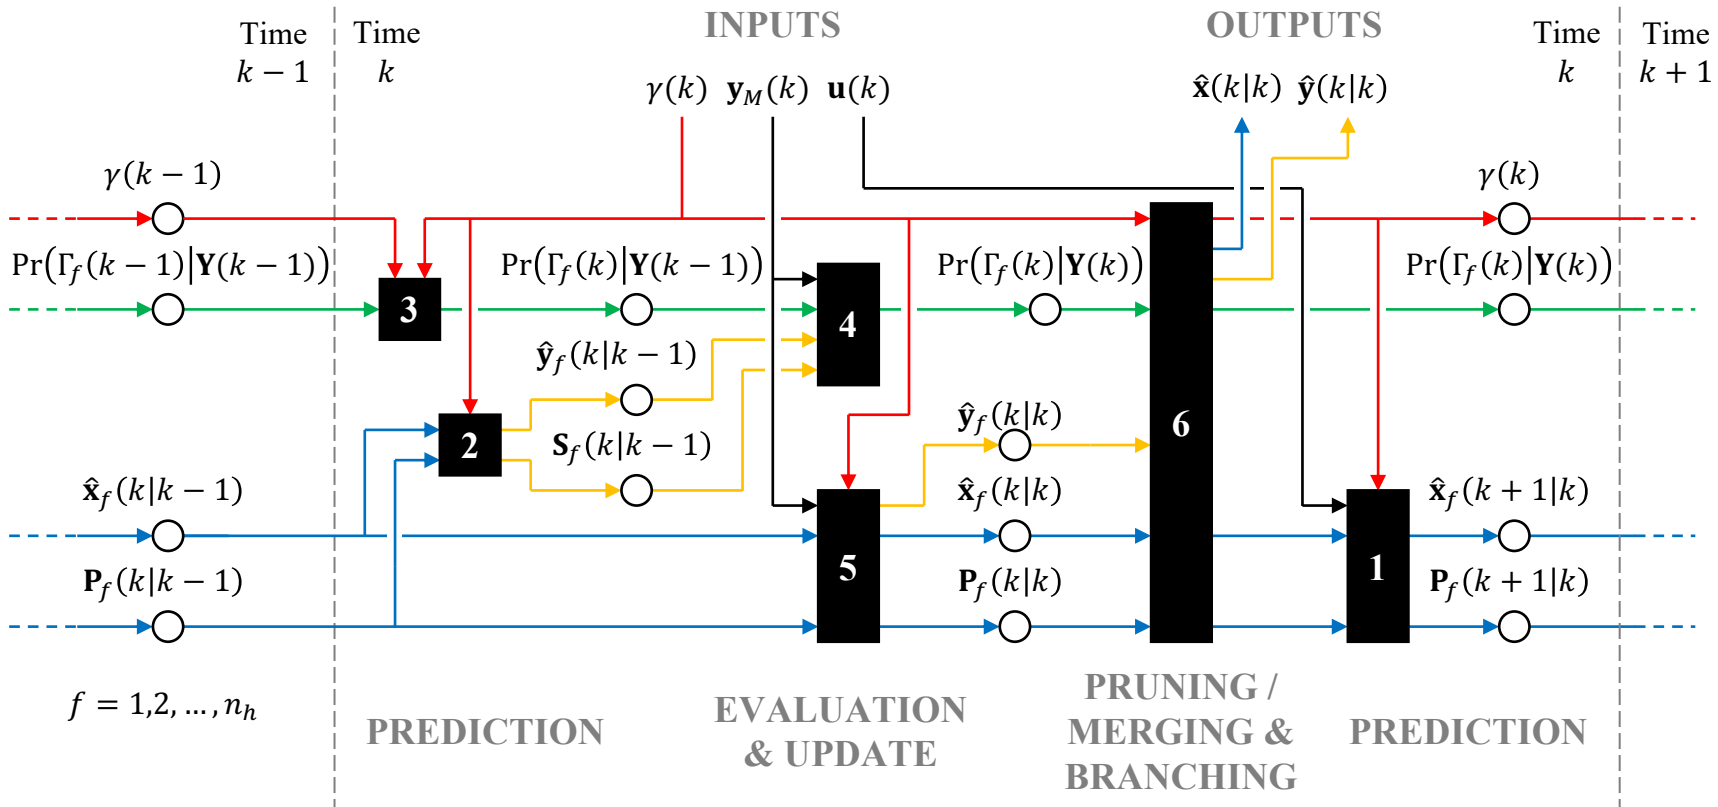 INPUTS
OUTPUTS
Time
k − 1
Time
k
Time
k
Time
k + 1
γ(k) 𝐲_M(k) 𝐮(k)
x̂(k|k) ŷ(k|k)
γ(k − 1)
γ(k)
Pr(Γ_f(k − 1)|Y(k − 1))
Pr(Γ_f(k)|Y(k − 1))
Pr(Γ_f(k)|Y(k))
Pr(Γ_f(k)|Y(k))
3
4
ŷ_f(k|k − 1)
2
S_f(k|k − 1)
ŷ_f(k|k)
6
x̂_f(k|k − 1)
x̂_f(k|k)
x̂_f(k + 1|k)
5
1
P_f(k|k − 1)
P_f(k|k)
P_f(k + 1|k)
f = 1,2, … , n_h
PREDICTION
EVALUATION
& UPDATE
PRUNING /
MERGING &
BRANCHING
PREDICTION